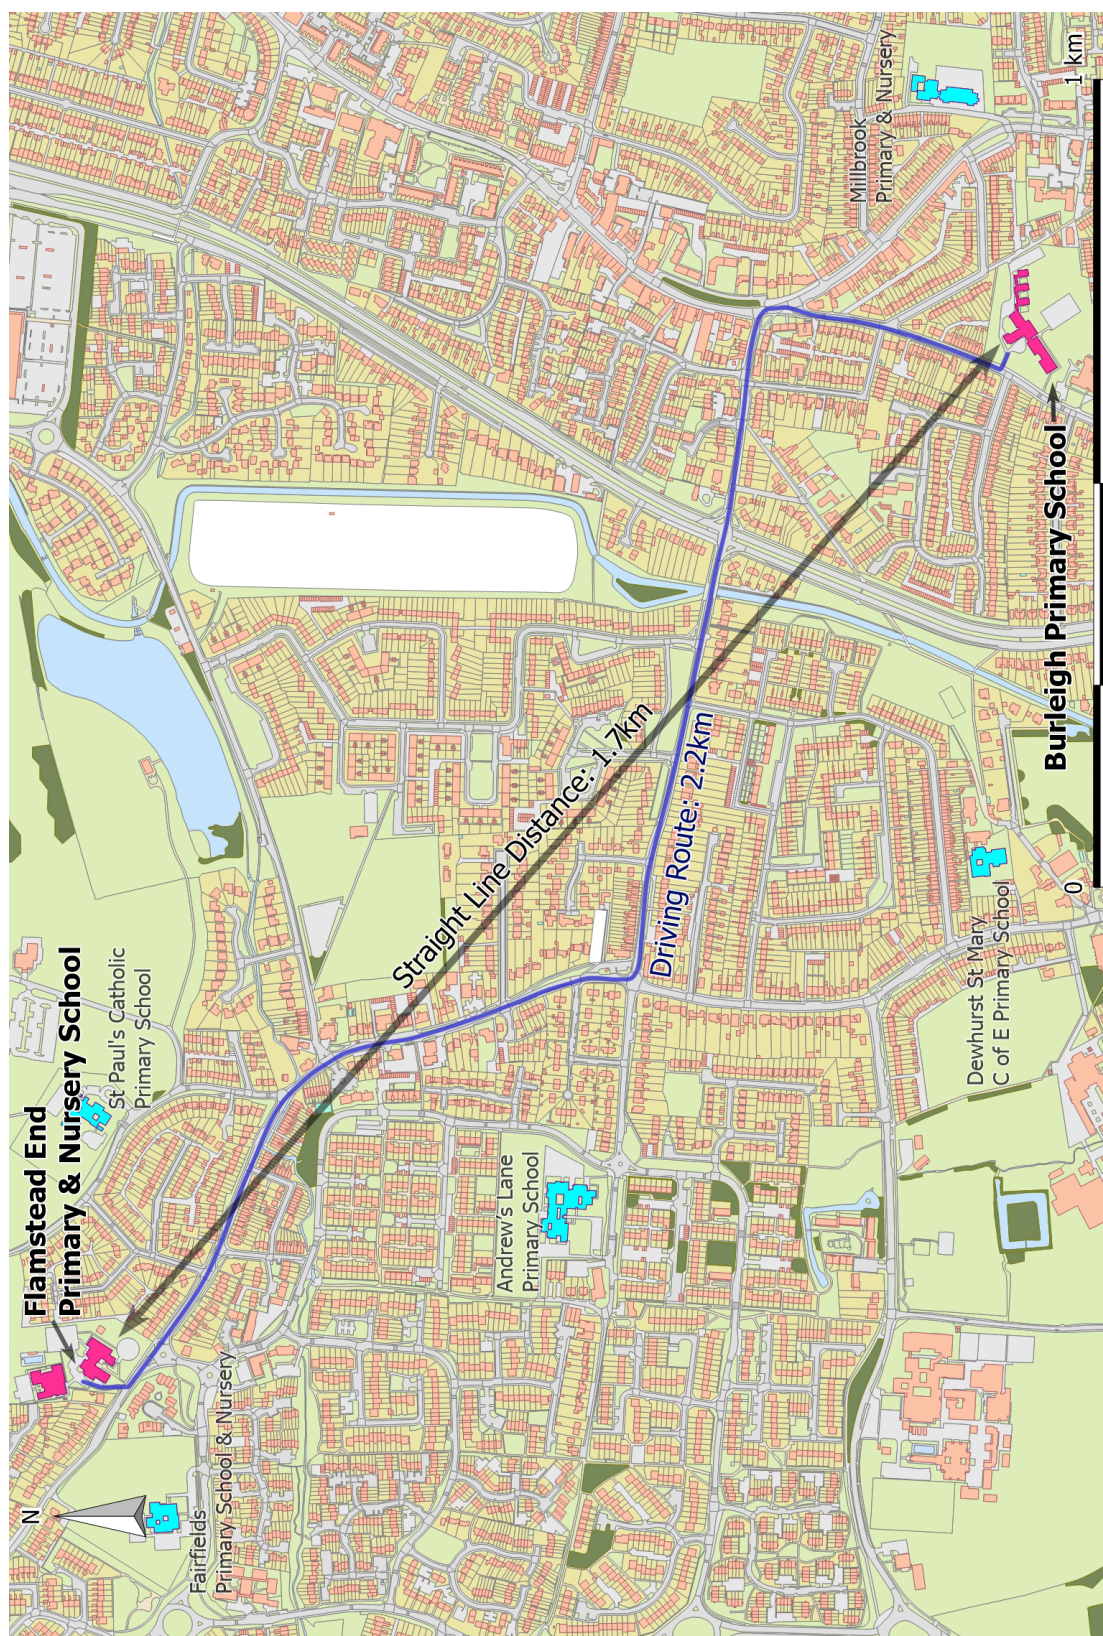 N
Flamstead End
Primary & Nursery School
St Paul's Catholic
Primary School
Fairfields
Primary School & Nursery
Straight Line Distance: 1.7km
Andrew's Lane
Primary School
Driving Route: 2.2km
Millbrook
Primary & Nursery
Dewhurst St Mary
C of E Primary School
Burleigh Primary School
0
1 km